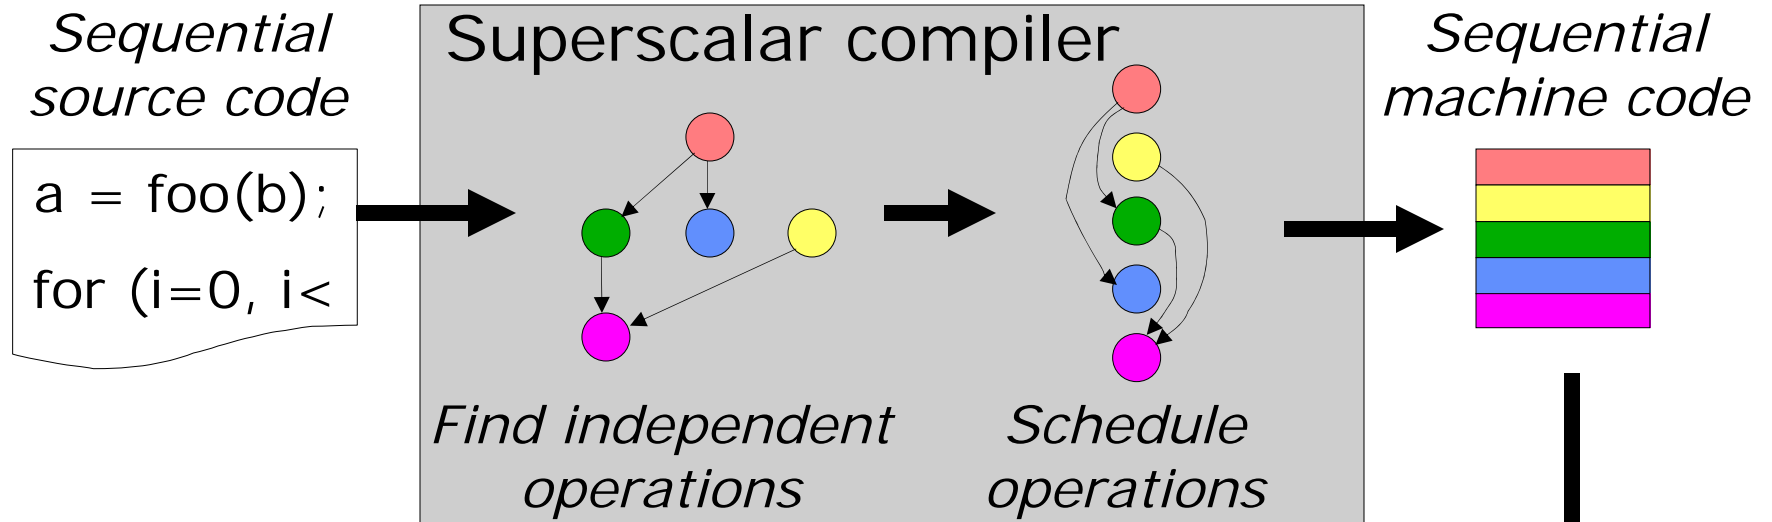 Sequential
source code
a = foo(b);
for (i=0, i<
Superscalar compiler
Find independent
operations
Schedule
operations
Sequential
machine code